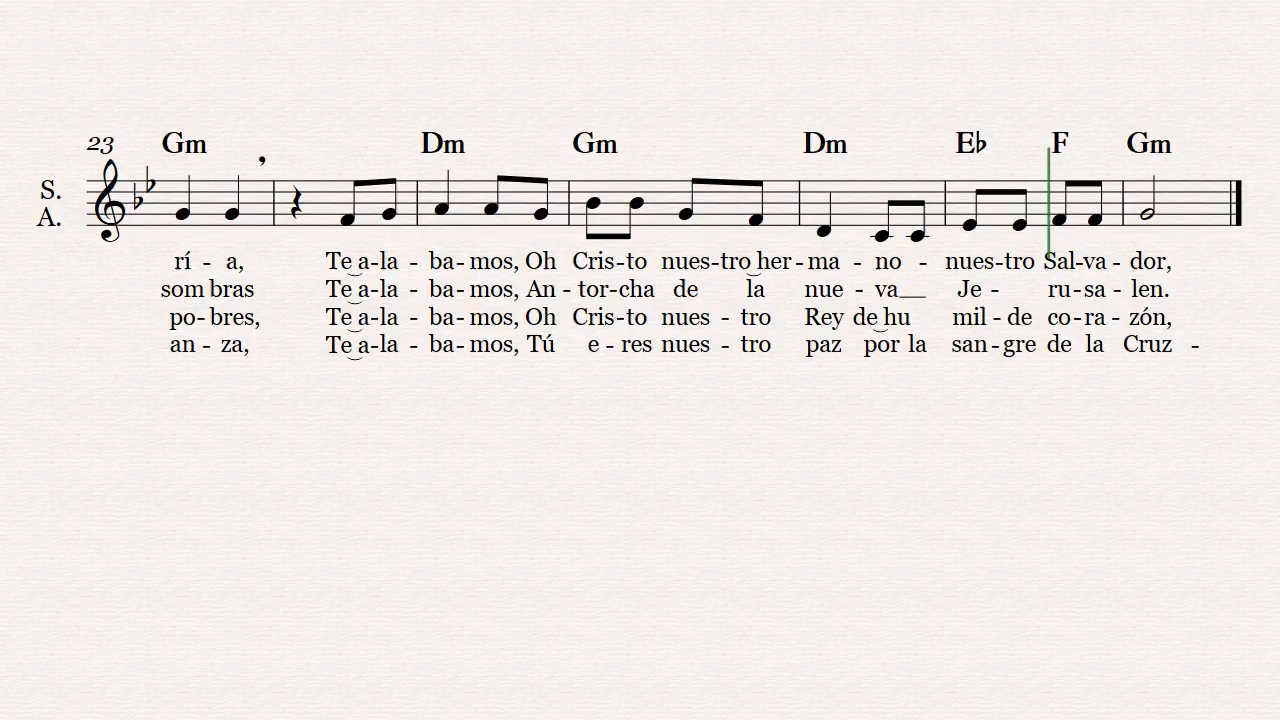 23 Gm Dm Gm Dm E♭ F Gm
S.
A.
rí - a, Te a-la - ba-mos, Oh Cris-to nues-tro her-ma - no - nues-tro Sal-va - dor,
som bras Te a-la - ba-mos, An - tor-cha de la nue - va__ Je - ru-sa - len.
po-bres, Te a-la - ba-mos, Oh Cris-to nues - tro Rey de hu mil - de co-ra - zón,
an - za, Te a-la - ba-mos, Tú e - res nues - tro paz por la san-gre de la Cruz -